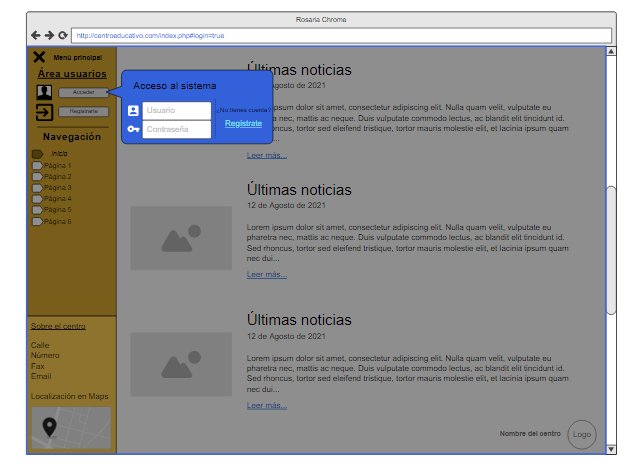 Rosaria Chrome
http://centroeducativo.com/index.php#login=true
Menú principal
Área usuarios
Acceder
Registrarte
Navegación
Inicio
Página 1
Página 2
Página 3
Página 4
Página 5
Página 6
Sobre el centro
Calle
Número
Fax
Email
Localización en Maps
Acceso al sistema
Usuario
Contraseña
¿No tienes cuenta?
Regístrate
Últimas noticias
ipsum dolor sit amet, consectetur adipiscing elit. Nulla quam velit, vulputate eu
pharetra nec, mattis ac neque. Duis vulputate commodo lectus, ac blandit elit tincidunt id.
Sed rhoncus, tortor sed eleifend tristique, tortor mauris molestie elit, et lacinia ipsum quam
nec dui...
Leer más...
Últimas noticias
12 de Agosto de 2021
Lorem ipsum dolor sit amet, consectetur adipiscing elit. Nulla quam velit, vulputate eu
pharetra nec, mattis ac neque. Duis vulputate commodo lectus, ac blandit elit tincidunt id.
Sed rhoncus, tortor sed eleifend tristique, tortor mauris molestie elit, et lacinia ipsum quam
nec dui...
Leer más...
Últimas noticias
12 de Agosto de 2021
Lorem ipsum dolor sit amet, consectetur adipiscing elit. Nulla quam velit, vulputate eu
pharetra nec, mattis ac neque. Duis vulputate commodo lectus, ac blandit elit tincidunt id.
Sed rhoncus, tortor sed eleifend tristique, tortor mauris molestie elit, et lacinia ipsum quam
nec dui...
Leer más...
Nombre del centro
Logo